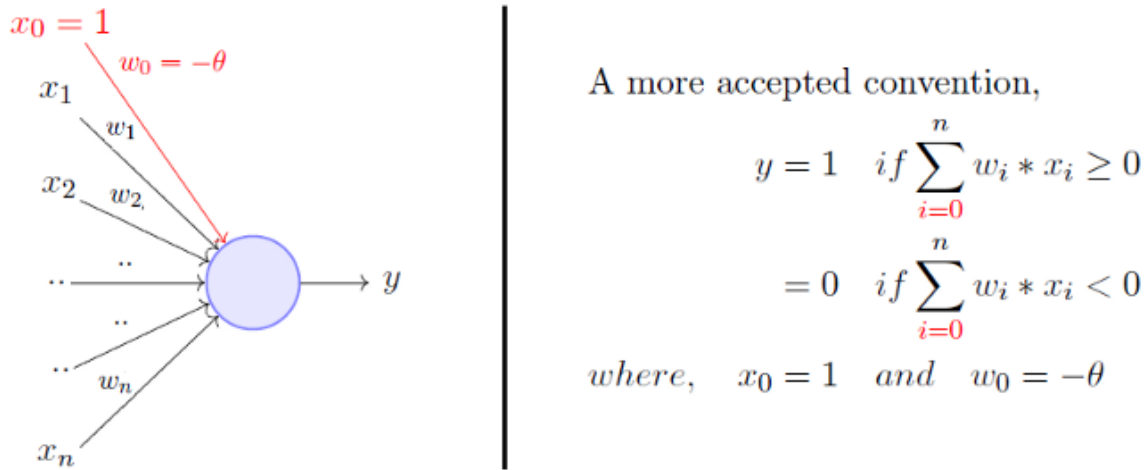 x₀ = 1
w₀ = −θ
x₁
w₁
x₂
w₂
..
..
y
..
..
wₙ
xₙ
A more accepted convention,
n
y = 1 if ∑ wᵢ * xᵢ ≥ 0
i=0
n
= 0 if ∑ wᵢ * xᵢ < 0
i=0
where, x₀ = 1 and w₀ = −θ